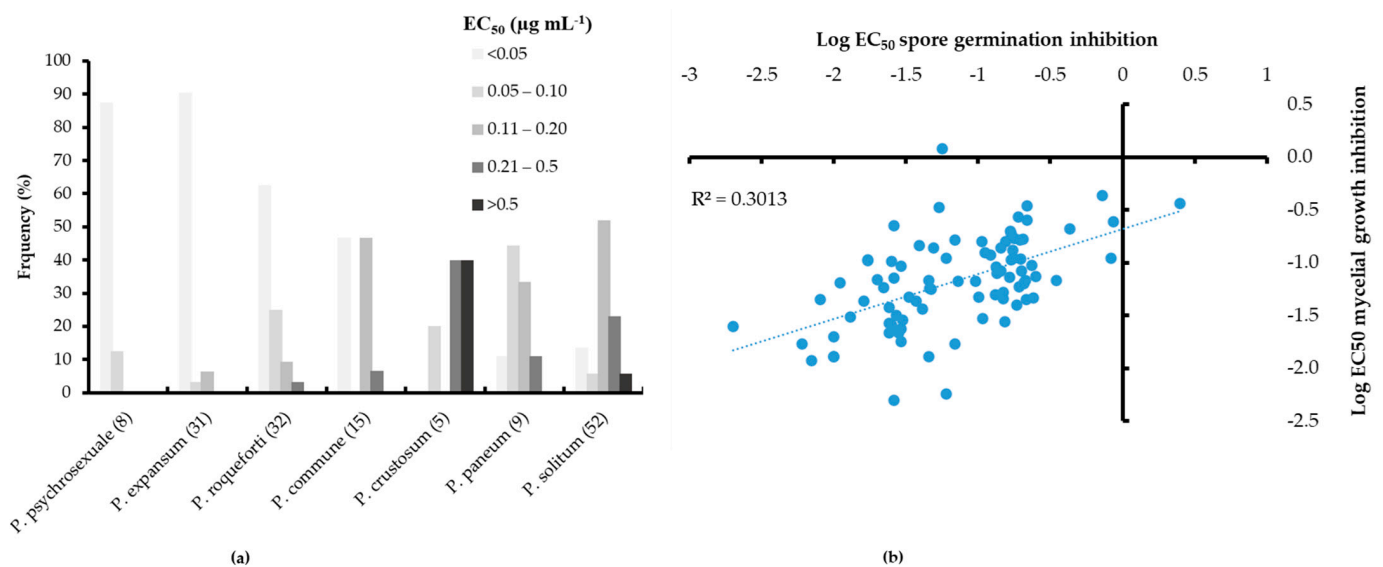 EC50 (µg mL-1)
<0.05
0.05 – 0.10
0.11 – 0.20
0.21 – 0.5
>0.5
Frquency (%)
100
90
80
70
60
50
40
30
20
10
0
P. psychrosexuale (8)
P. expansum (31)
P. roqueforti (32)
P. commune (15)
P. crustosum (5)
P. paneum (9)
P. solitum (52)
(a)
Log EC50 spore germination inhibition
-3 -2.5 -2 -1.5 -1 -0.5 0 0.5 1
0.5
0.0
-0.5
-1.0
-1.5
-2.0
-2.5
Log EC50 mycelial growth inhibition
R² = 0.3013
(b)